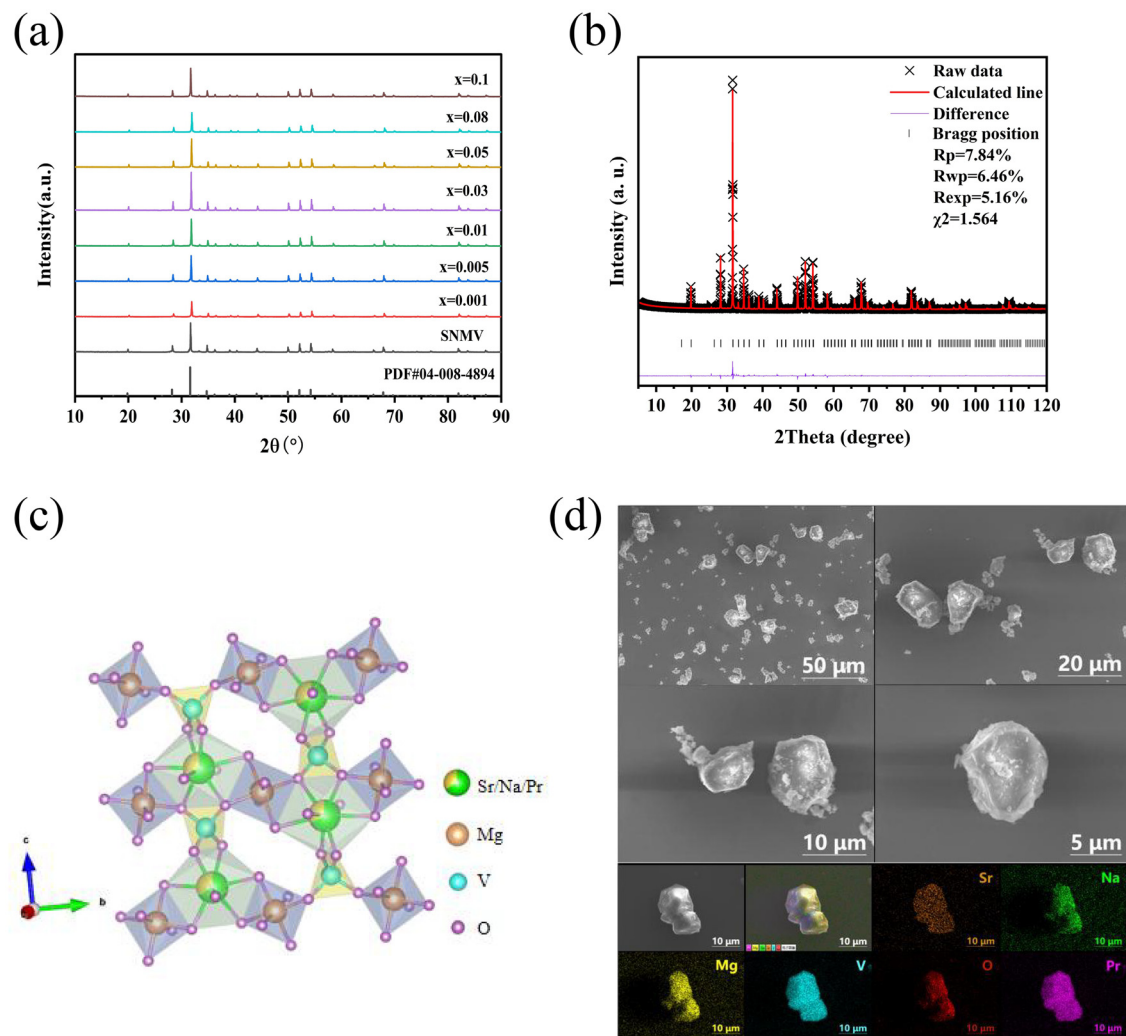 (a)
x=0.1
x=0.08
x=0.05
x=0.03
x=0.01
x=0.005
x=0.001
SNMV
PDF#04-008-4894
Intensity(a.u.)
10 20 30 40 50 60 70 80 90
2θ(°)
(b)
Raw data
Calculated line
Difference
Bragg position
Rp=7.84%
Rwp=6.46%
Rexp=5.16%
χ2=1.564
Intensity (a. u.)
10 20 30 40 50 60 70 80 90 100 110 120
2Theta (degree)
(c)
Sr/Na/Pr
Mg
V
O
c
b
(d)
50 μm
20 μm
10 μm
5 μm
10 μm
10 μm
Sr
10 μm
Na
10 μm
Mg
10 μm
V
10 μm
O
10 μm
Pr
10 μm